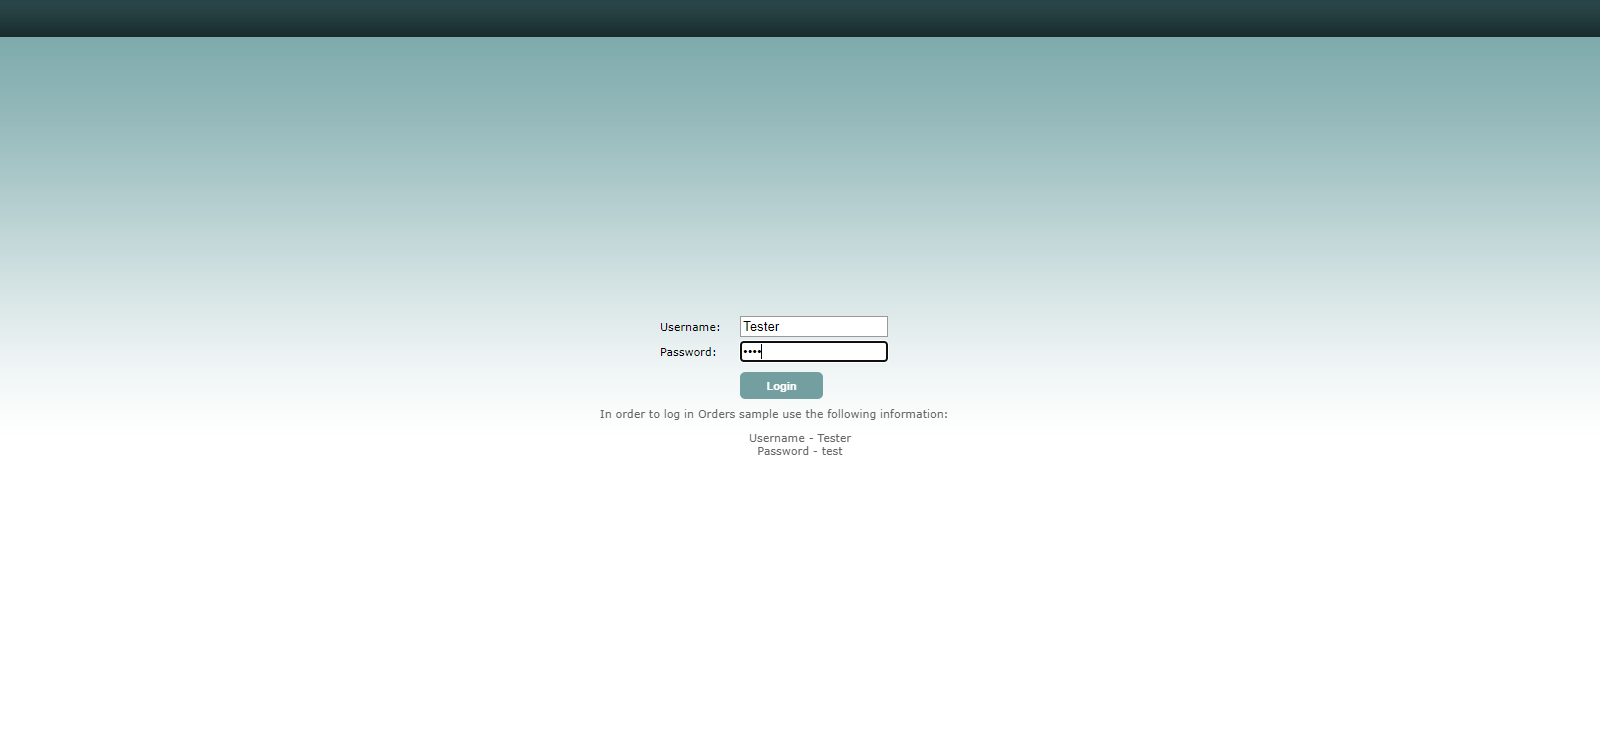 Username: Tester
Password: ••••
Login
In order to log in Orders sample use the following information:
Username - Tester
Password - test